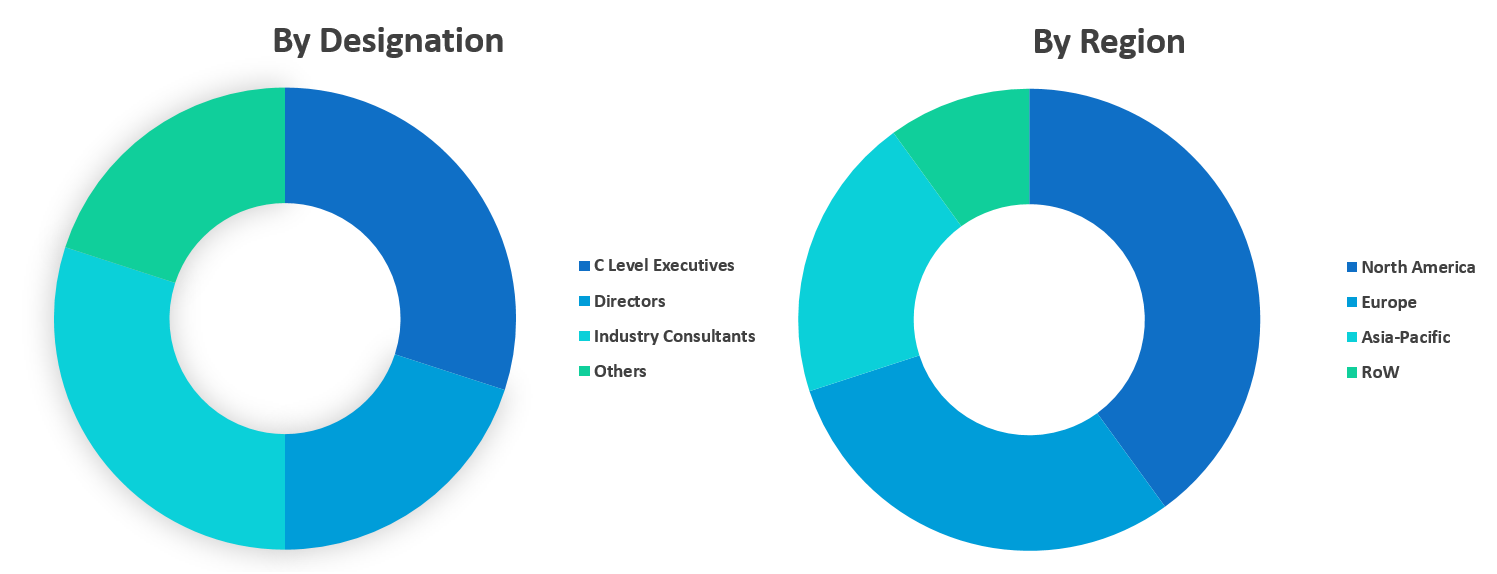 By Designation
C Level Executives
Directors
Industry Consultants
Others
By Region
North America
Europe
Asia-Pacific
RoW